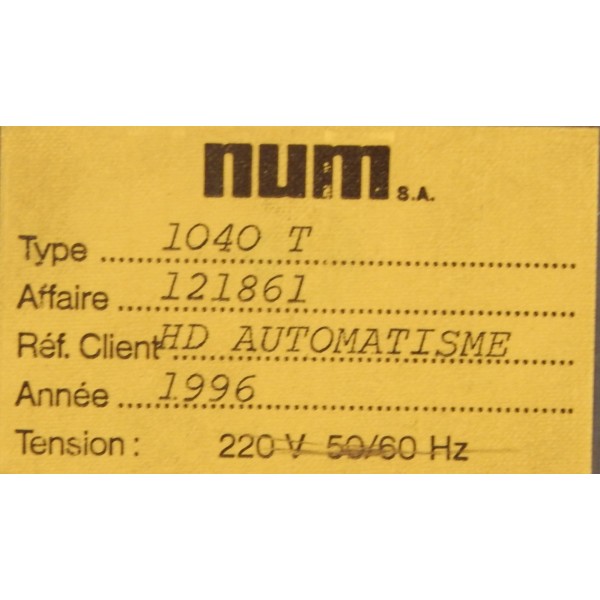 num S.A.
Type 1040 T
Affaire 121861
Réf. Client HD AUTOMATISME
Année 1996
Tension : 220 V 50/60 Hz